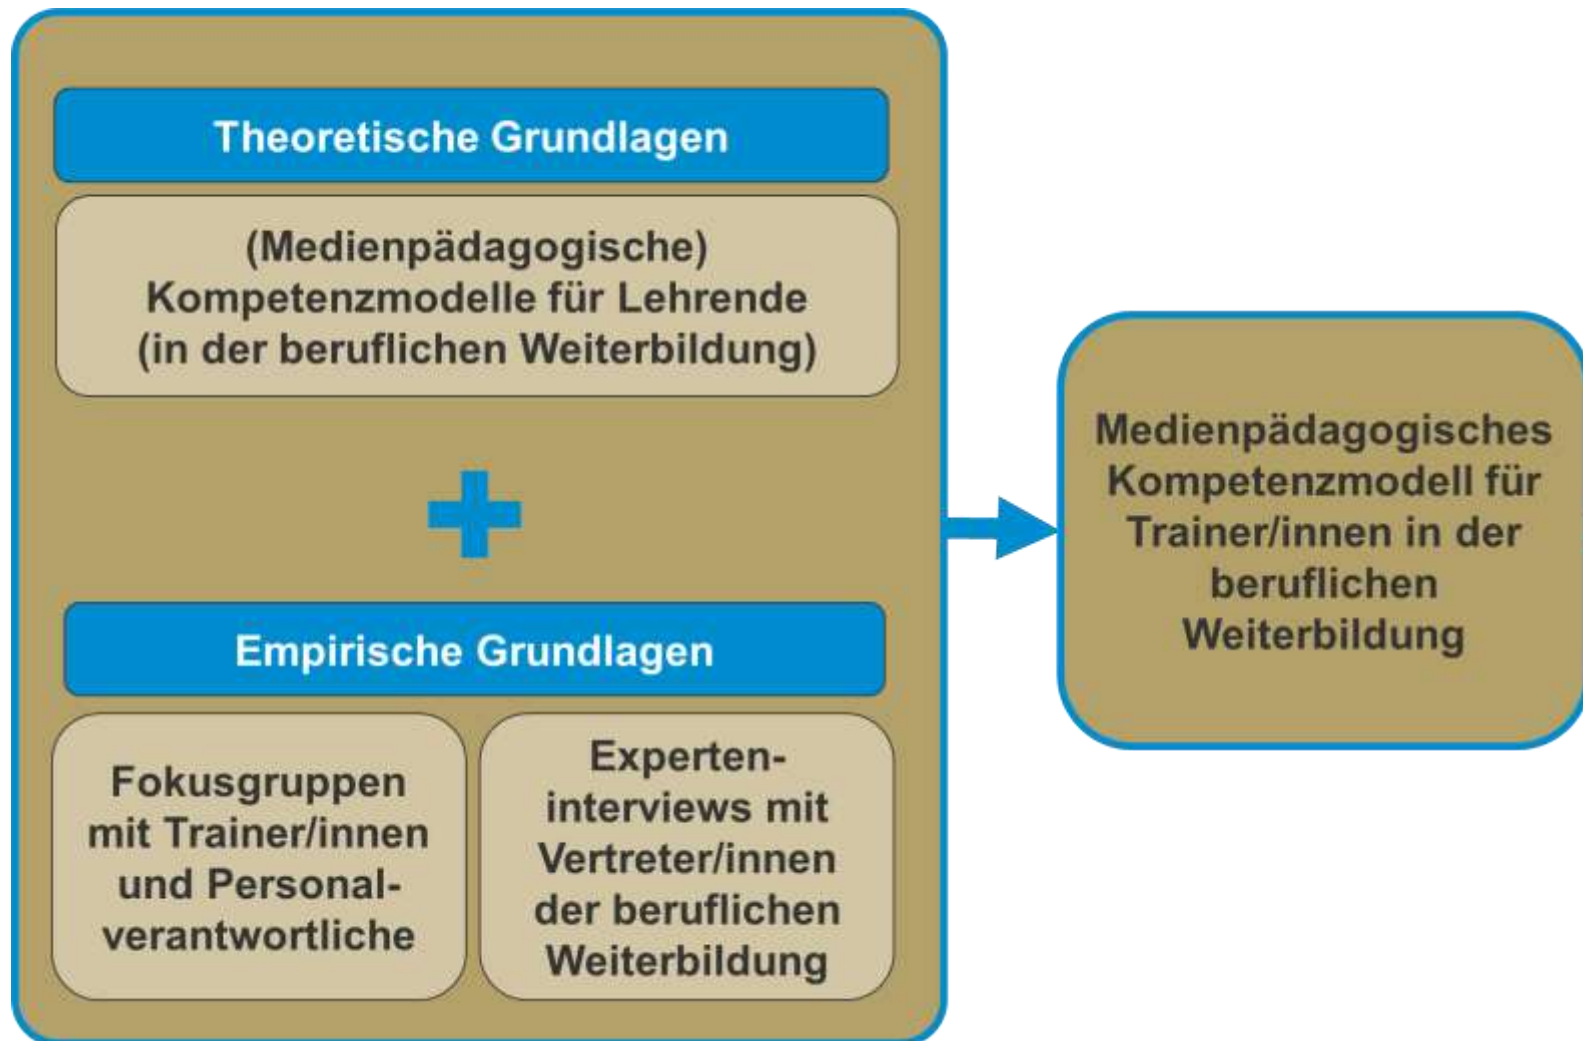 Theoretische Grundlagen
(Medienpädagogische)
Kompetenzmodelle für Lehrende
(in der beruflichen Weiterbildung)
Empirische Grundlagen
Fokusgruppen
mit Trainer/innen
und Personal-
verantwortliche
Experten-
interviews mit
Vertreter/innen
der beruflichen
Weiterbildung
Medienpädagogisches
Kompetenzmodell für
Trainer/innen in der
beruflichen
Weiterbildung